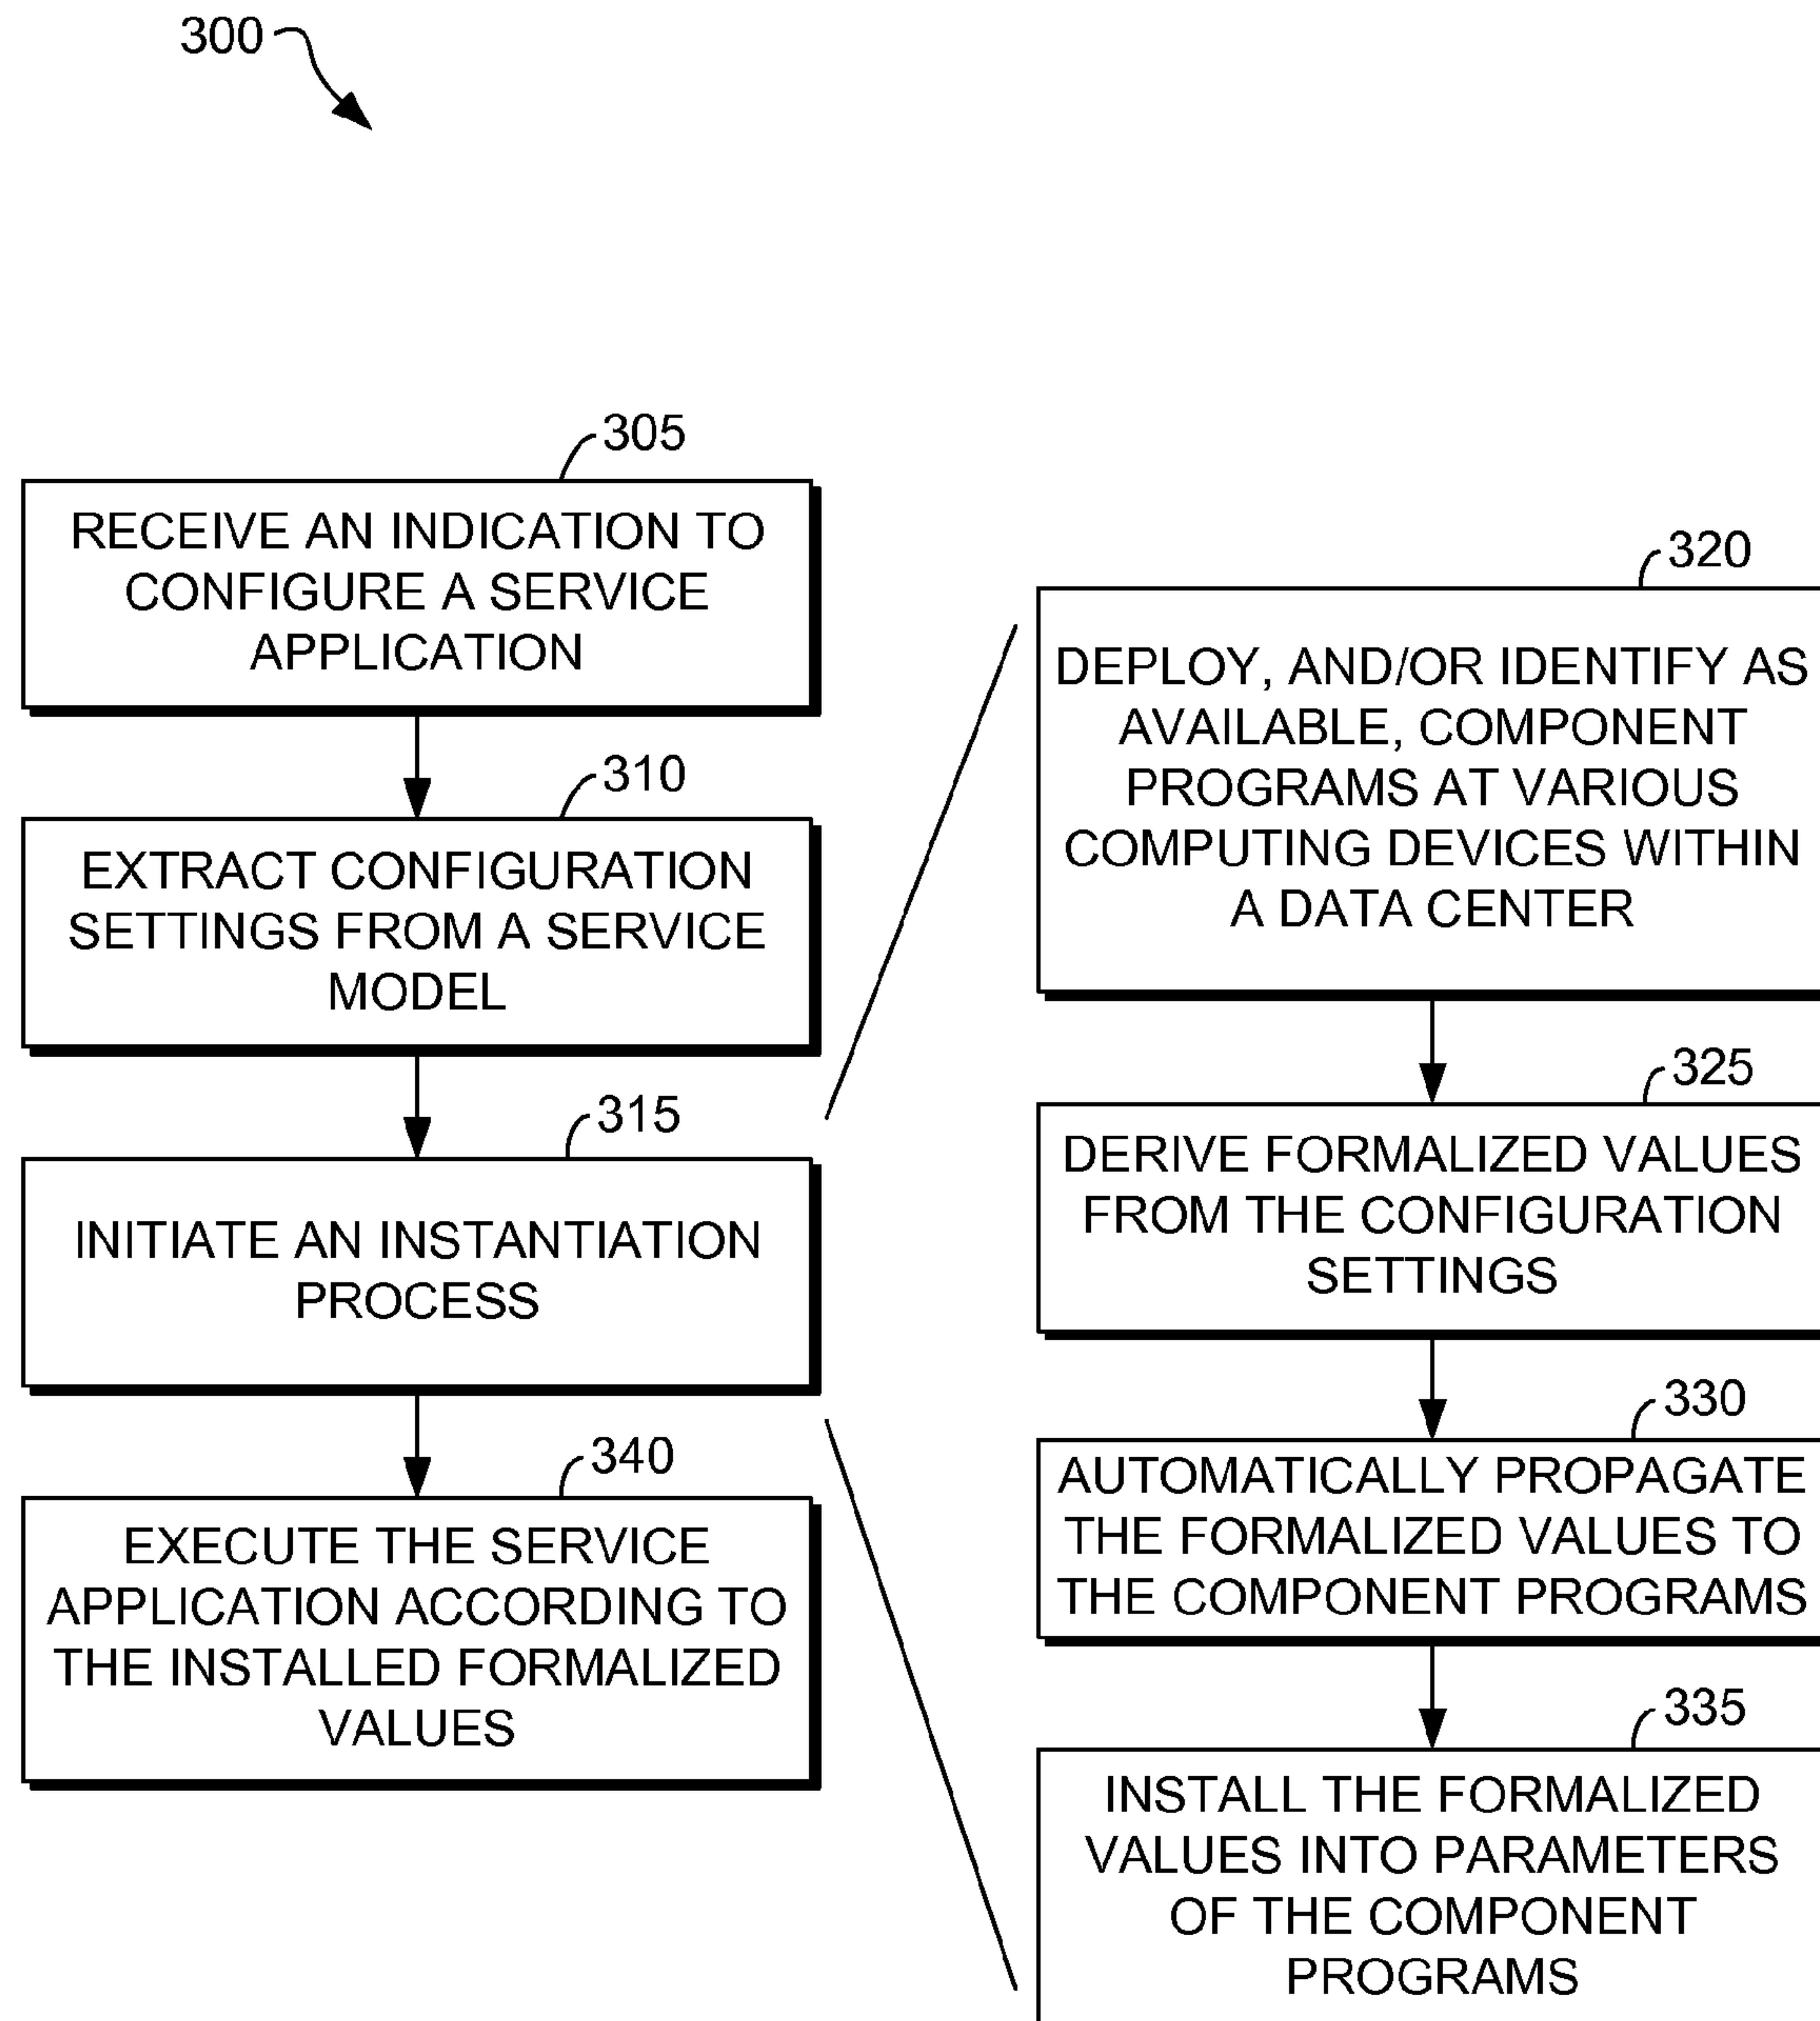 300
305
RECEIVE AN INDICATION TO
CONFIGURE A SERVICE
APPLICATION
310
EXTRACT CONFIGURATION
SETTINGS FROM A SERVICE
MODEL
315
INITIATE AN INSTANTIATION
PROCESS
340
EXECUTE THE SERVICE
APPLICATION ACCORDING TO
THE INSTALLED FORMALIZED
VALUES
320
DEPLOY, AND/OR IDENTIFY AS
AVAILABLE, COMPONENT
PROGRAMS AT VARIOUS
COMPUTING DEVICES WITHIN
A DATA CENTER
325
DERIVE FORMALIZED VALUES
FROM THE CONFIGURATION
SETTINGS
330
AUTOMATICALLY PROPAGATE
THE FORMALIZED VALUES TO
THE COMPONENT PROGRAMS
335
INSTALL THE FORMALIZED
VALUES INTO PARAMETERS
OF THE COMPONENT
PROGRAMS